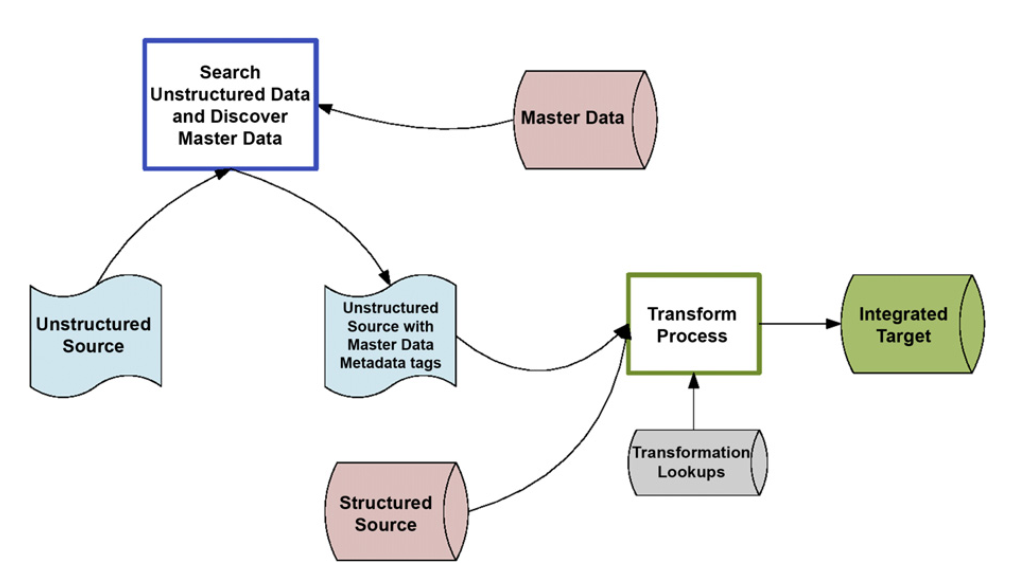 Search
Unstructured Data
and Discover
Master Data
Master Data
Unstructured
Source
Unstructured
Source with
Master Data
Metadata tags
Transform
Process
Integrated
Target
Transformation
Lookups
Structured
Source